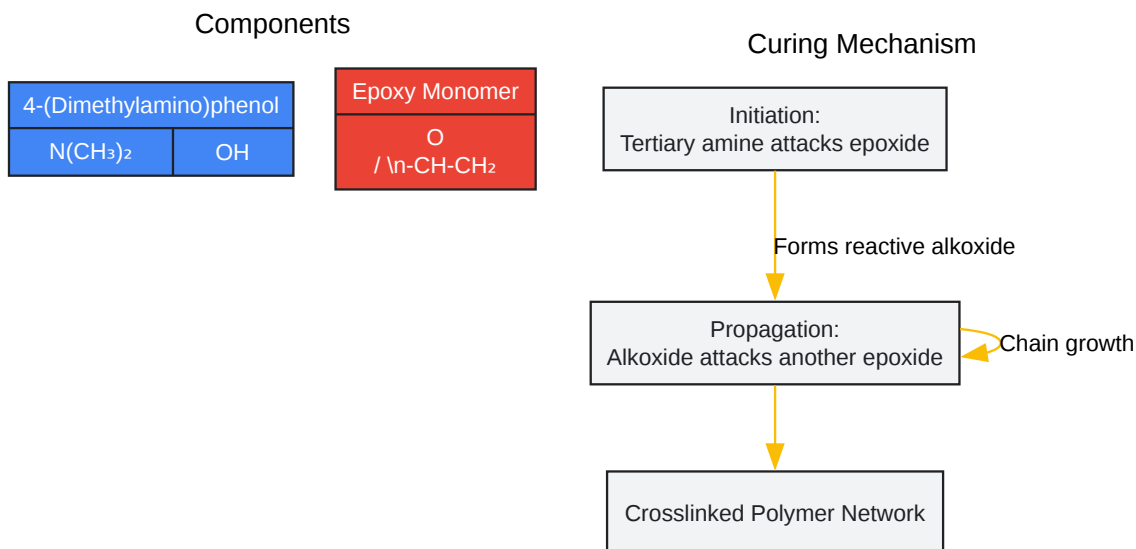 Components
4-(Dimethylamino)phenol
N(CH₃)₂
OH
Epoxy Monomer
O
/ \n-CH-CH₂
Curing Mechanism
Initiation:
Tertiary amine attacks epoxide
Forms reactive alkoxide
Propagation:
Alkoxide attacks another epoxide
Chain growth
Crosslinked Polymer Network